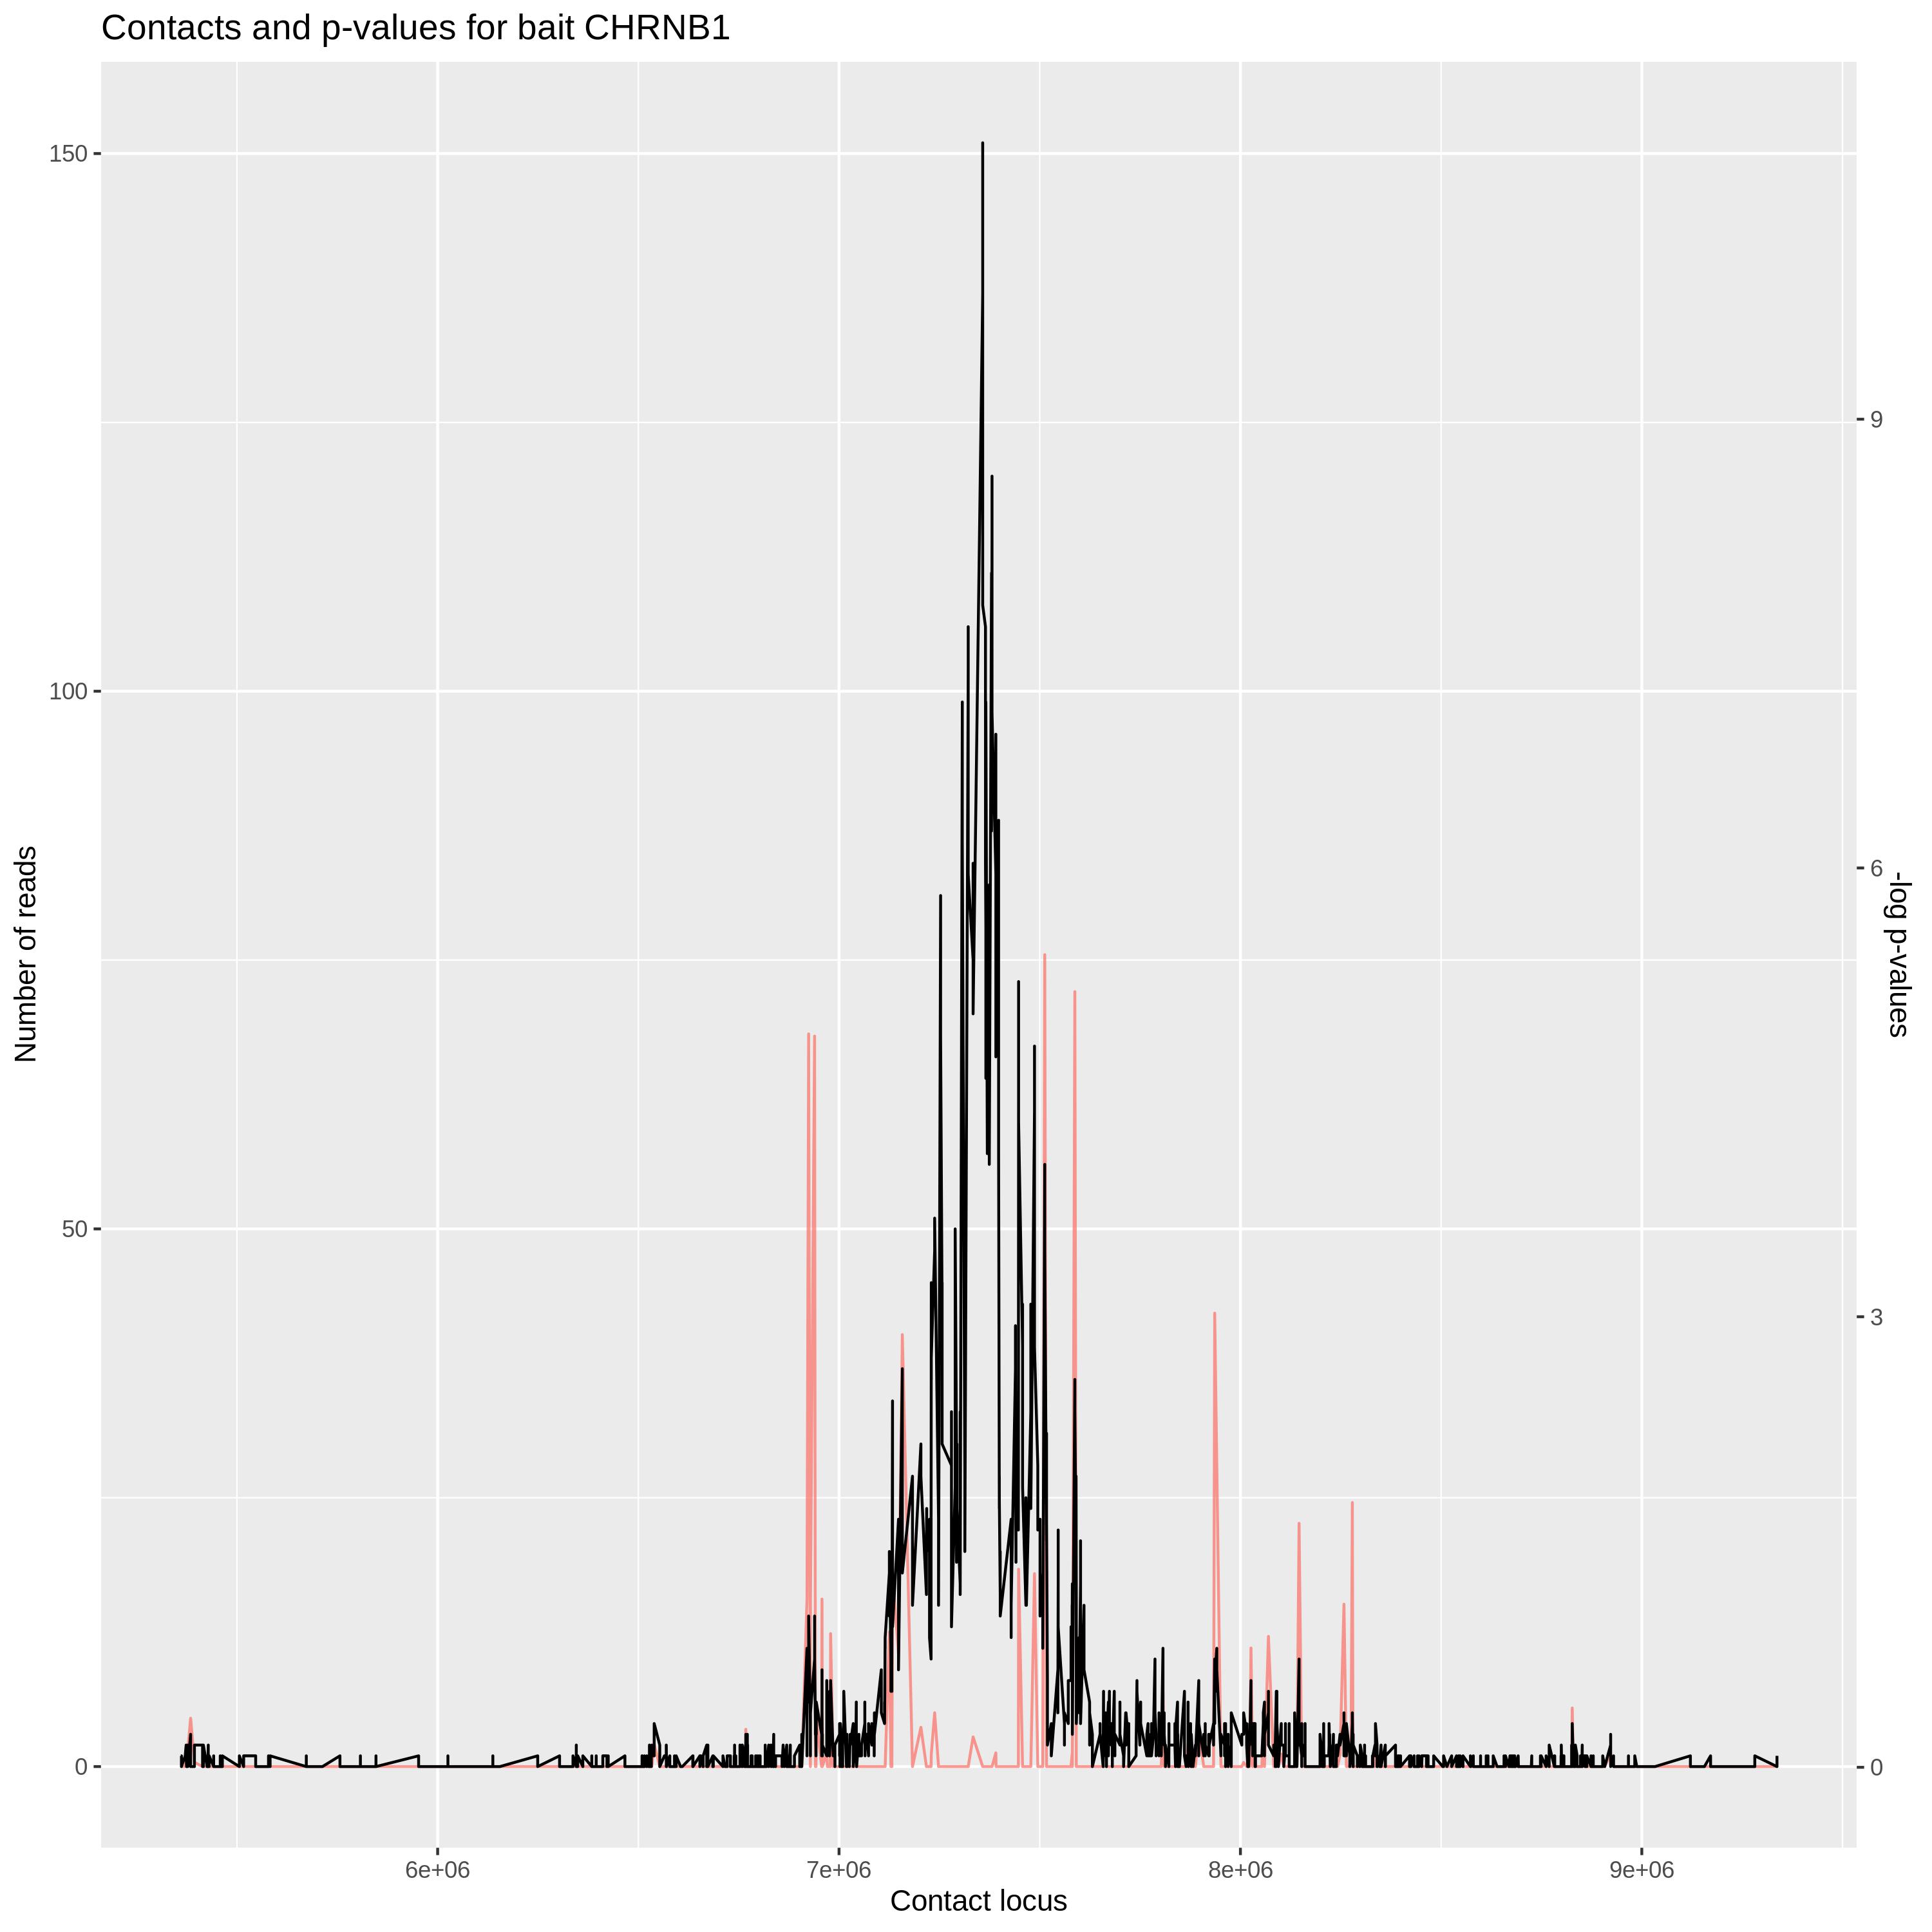 Contacts and p-values for bait CHRNB1
150
100
50
0
Number of reads
9
6
3
0
-log p-values
6e+06
7e+06
8e+06
9e+06
Contact locus